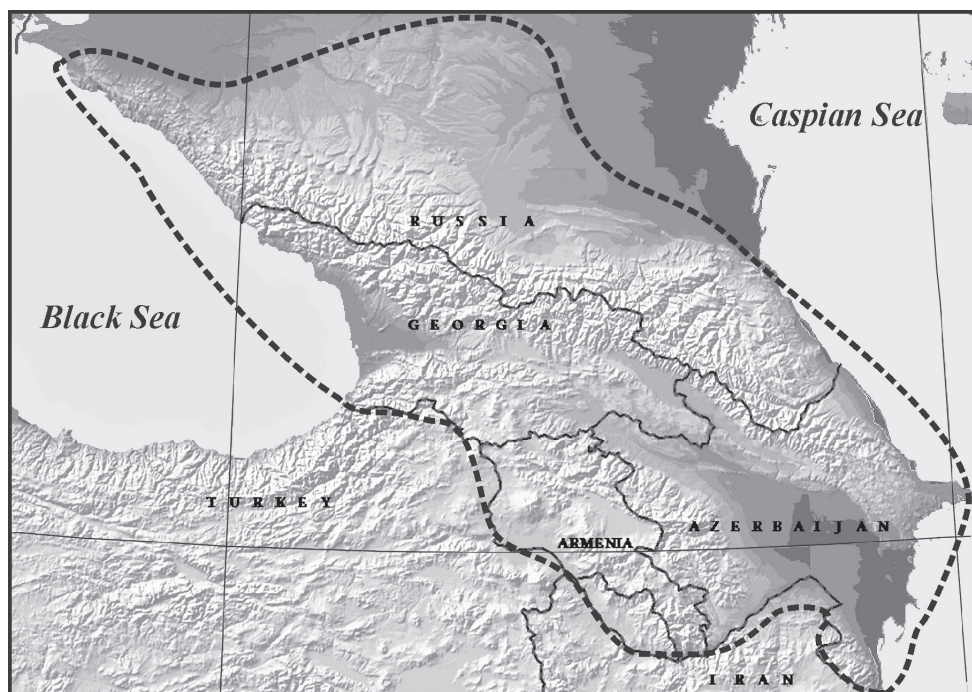 Caspian Sea
RUSSIA
Black Sea
GEORGIA
TURKEY
AZERBAIJAN
ARMENIA
IRAN